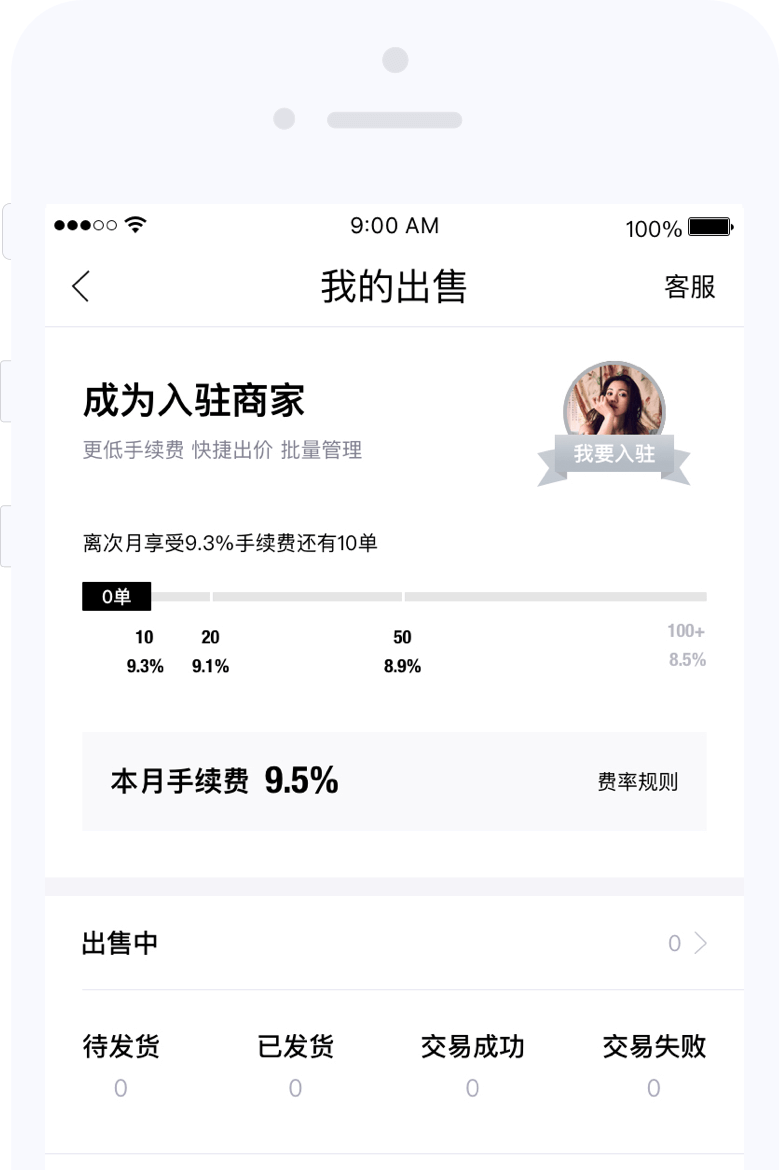 9:00 AM 100%
我的出售 客服
成为入驻商家
更低手续费 快捷出价 批量管理
我要入驻
离次月享受9.3%手续费还有10单
0单
10 20 50 100+
9.3% 9.1% 8.9% 8.5%
本月手续费 9.5% 费率规则
出售中 0
待发货 已发货 交易成功 交易失败
0 0 0 0